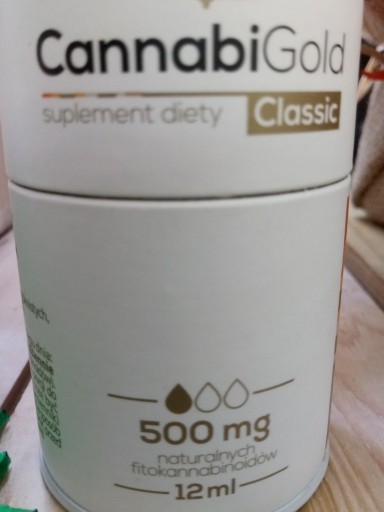 CannabiGold
suplement diety Classic
500 mg
naturalnych
fitokannabinoidów
12 ml